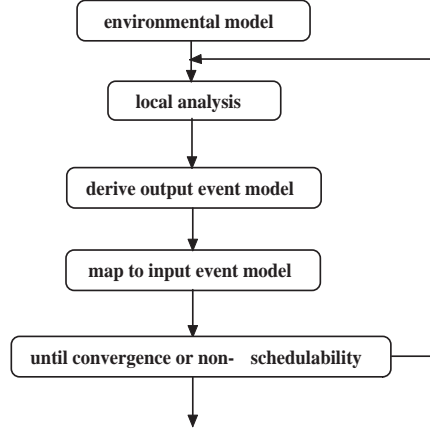 environmental model
local analysis
derive output event model
map to input event model
until convergence or non- schedulability